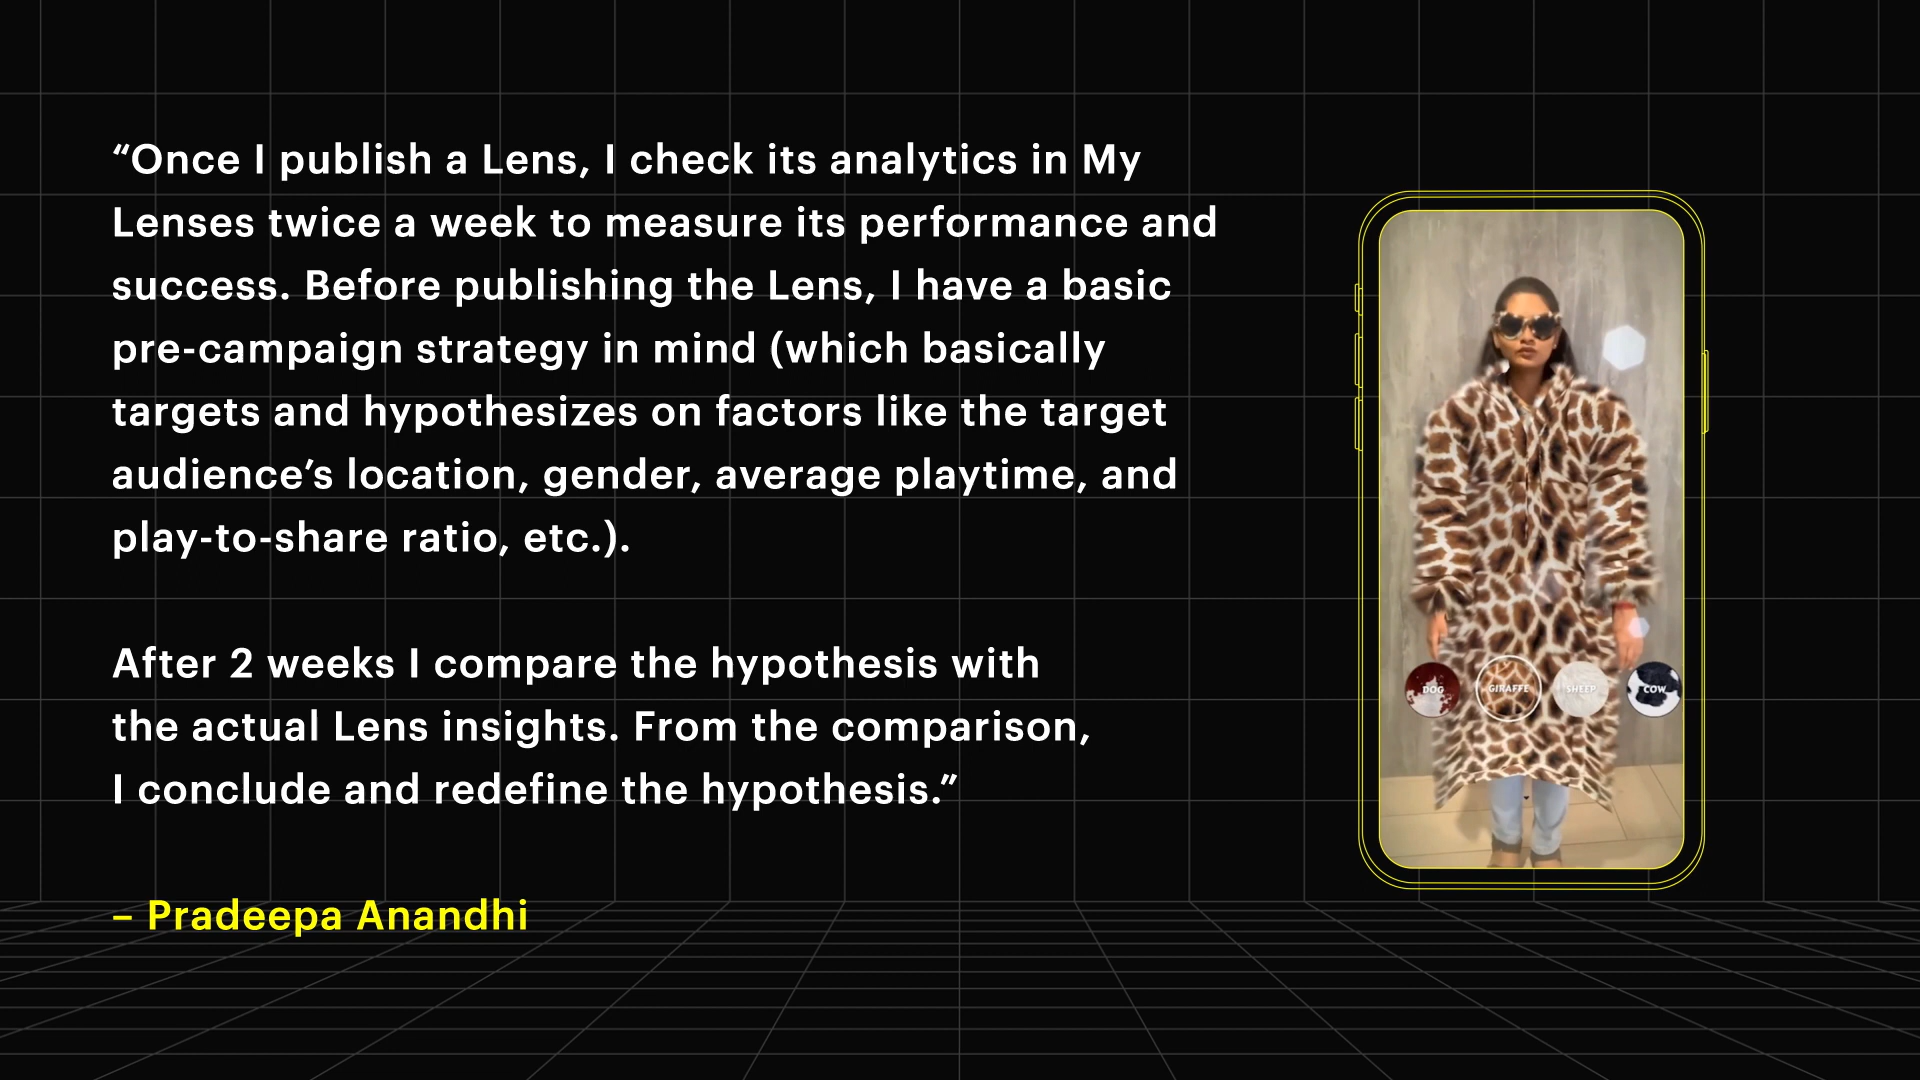 “Once I publish a Lens, I check its analytics in My
Lenses twice a week to measure its performance and
success. Before publishing the Lens, I have a basic
pre-campaign strategy in mind (which basically
targets and hypothesizes on factors like the target
audience’s location, gender, average playtime, and
play-to-share ratio, etc.).
After 2 weeks I compare the hypothesis with
the actual Lens insights. From the comparison,
I conclude and redefine the hypothesis.”
– Pradeepa Anandhi
DOG
GIRAFFE
SHEEP
COW